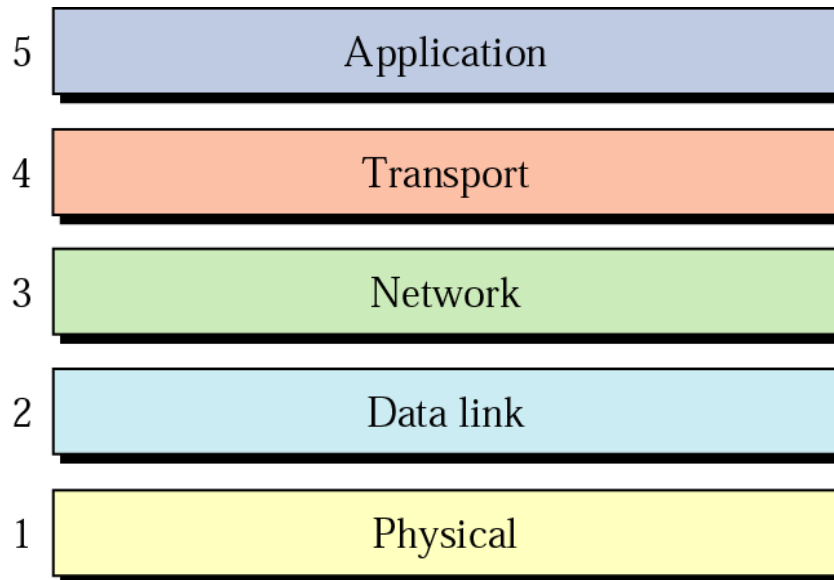 5 Application
4 Transport
3 Network
2 Data link
1 Physical